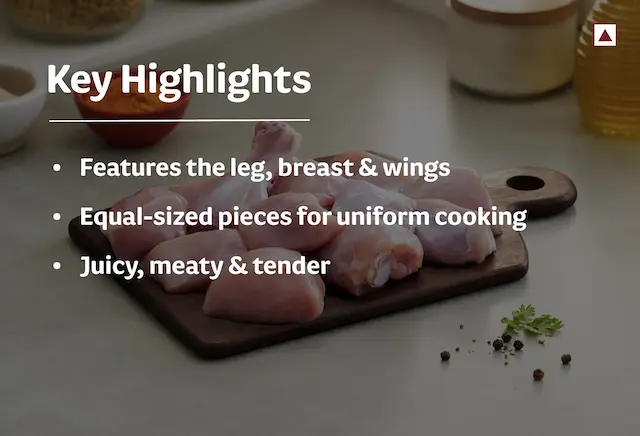 Key Highlights
• Features the leg, breast & wings
• Equal-sized pieces for uniform cooking
• Juicy, meaty & tender